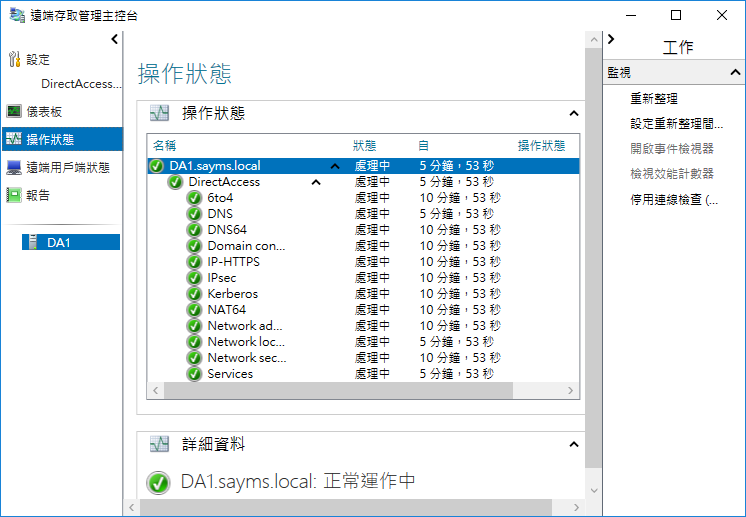 遠端存取管理主控台
設定
DirectAccess...
儀表板
操作狀態
遠端用戶端狀態
報告
DA1
操作狀態
操作狀態
名稱 狀態 自 操作狀態
DA1.sayms.local 處理中 5 分鐘，53 秒
DirectAccess 處理中 5 分鐘，53 秒
6to4 處理中 10 分鐘，53 秒
DNS 處理中 5 分鐘，53 秒
DNS64 處理中 10 分鐘，53 秒
Domain con... 處理中 10 分鐘，53 秒
IP-HTTPS 處理中 10 分鐘，53 秒
IPsec 處理中 10 分鐘，53 秒
Kerberos 處理中 10 分鐘，53 秒
NAT64 處理中 10 分鐘，53 秒
Network ad... 處理中 10 分鐘，53 秒
Network loc... 處理中 5 分鐘，53 秒
Network sec... 處理中 10 分鐘，53 秒
Services 處理中 5 分鐘，53 秒
詳細資料
DA1.sayms.local: 正常運作中
工作
監視
重新整理
設定重新整理間...
開啟事件檢視器
檢視效能計數器
停用連線檢查 (...